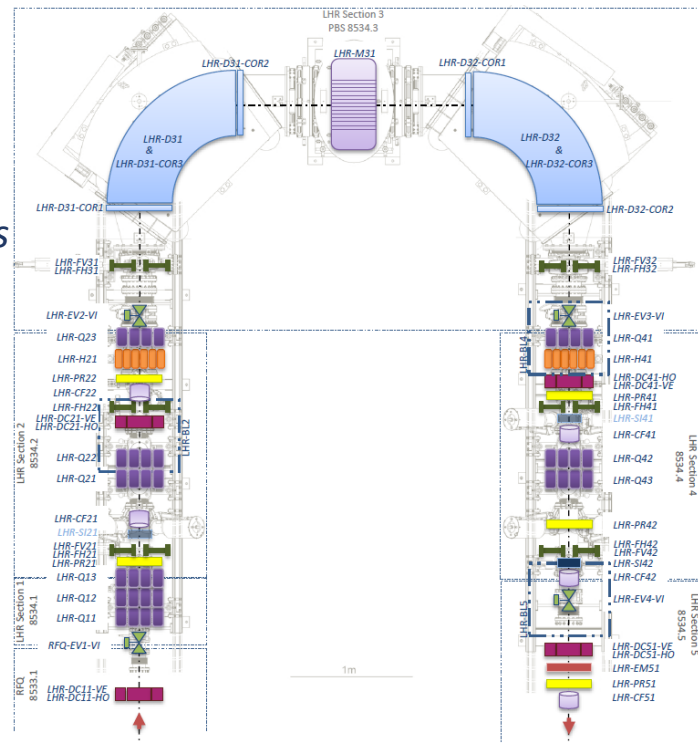 LHR Section 3
PBS 8534.3
LHR-M31
LHR-D31-COR2
LHR-D32-COR1
LHR-D31
&
LHR-D31-COR3
LHR-D32
&
LHR-D32-COR3
LHR-D31-COR1
LHR-D32-COR2
S
LHR-FV31
LHR-FH31
LHR-EV2-VI
LHR-Q23
LHR-H21
LHR-PR22
LHR-CF22
LHR-FH22
LHR-DC21-VE
LHR-DC21-HO
LHR-BL2
LHR-Q22
LHR-Q21
LHR-CF21
LHR-SI21
LHR-FV21
LHR-FH21
LHR-PR21
LHR-Q13
LHR-Q12
LHR-Q11
RFQ-EV1-VI
LHR-DC11-VE
LHR-DC11-HO
LHR Section 2
8534.2
LHR Section 1
8534.1
RFQ
8533.1
1m
LHR-FV32
LHR-FH32
LHR-EV3-VI
LHR-BL4
LHR-Q41
LHR-H41
LHR-DC41-HO
LHR-DC41-VE
LHR-PR41
LHR-FH41
LHR-SI41
LHR-CF41
LHR-Q42
LHR-Q43
LHR-PR42
LHR-FH42
LHR-FV42
LHR-SI42
LHR-CF42
LHR-EV4-VI
LHR-BL5
LHR-DC51-VE
LHR-DC51-HO
LHR-EM51
LHR-PR51
LHR-CF51
LHR Section 4
8534.4
LHR Section 5
8534.5